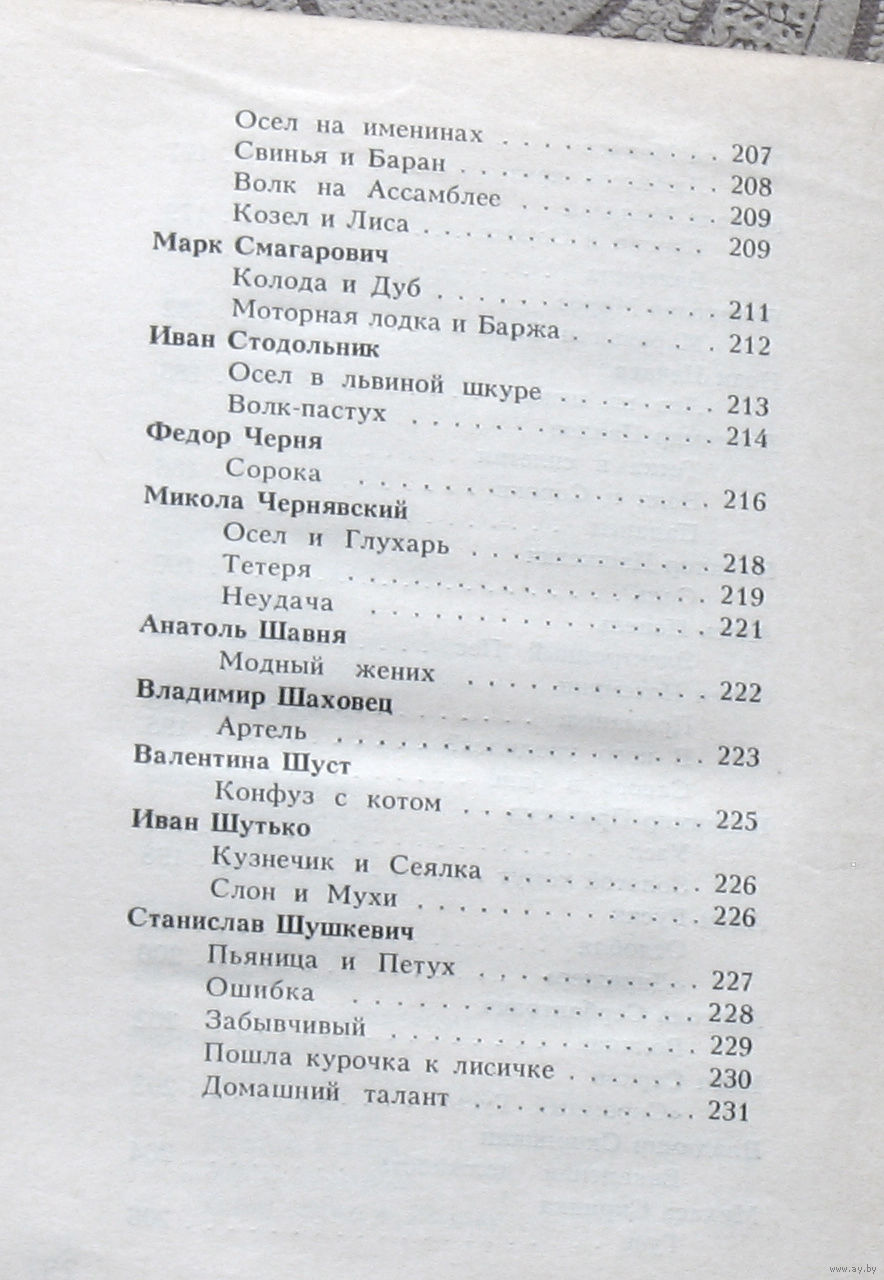 Осел на именинах . . . . . . . . . . . 207
Свинья и Баран . . . . . . . . . . . . 208
Волк на Ассамблее . . . . . . . . . . 209
Козел и Лиса . . . . . . . . . . . . . 209
Марк Смагарович
Колода и Дуб . . . . . . . . . . . . . 211
Моторная лодка и Баржа . . . . . . 212
Иван Стодольник
Осел в львиной шкуре . . . . . . . . 213
Волк-пастух . . . . . . . . . . . . . 214
Федор Черня
Сорока . . . . . . . . . . . . . . . 216
Микола Чернявский
Осел и Глухарь . . . . . . . . . . . 218
Тетеря . . . . . . . . . . . . . . . 219
Неудача . . . . . . . . . . . . . . 221
Анатоль Шавня
Модный жених . . . . . . . . . . . 222
Владимир Шаховец
Артель . . . . . . . . . . . . . . . 223
Валентина Шуст
Конфуз с котом . . . . . . . . . . . 225
Иван Шутько
Кузнечик и Сеялка . . . . . . . . . 226
Слон и Мухи . . . . . . . . . . . . 226
Станислав Шушкевич
Пьяница и Петух . . . . . . . . . . 227
Ошибка . . . . . . . . . . . . . . . 228
Забывчивый . . . . . . . . . . . . . 229
Пошла курочка к лисичке . . . . . . 230
Домашний талант . . . . . . . . . . 231
www.ay.by